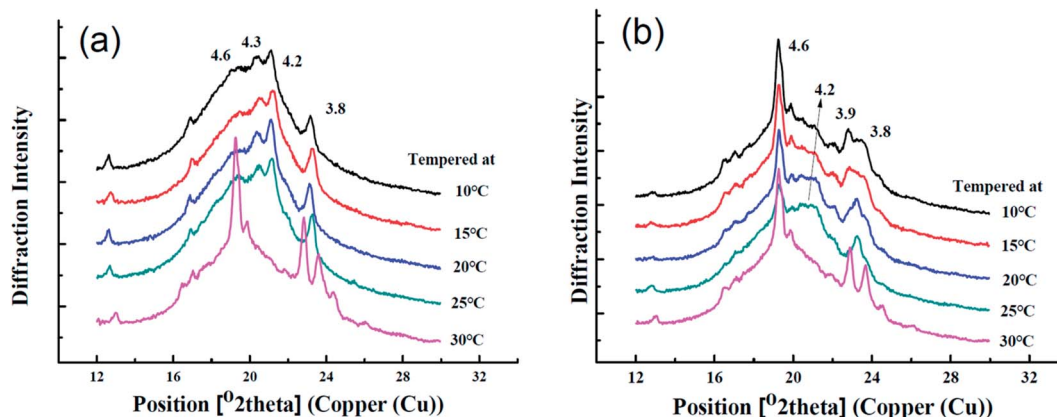 (a)
4.6
4.3
4.2
3.8
Tempered at
10°C
15°C
20°C
25°C
30°C
12 16 20 24 28 32
Position [⁰2theta] (Copper (Cu))
Diffraction Intensity
(b)
4.6
4.2
3.9
3.8
Tempered at
10°C
15°C
20°C
25°C
30°C
12 16 20 24 28 32
Position [⁰2theta] (Copper (Cu))
Diffraction Intensity